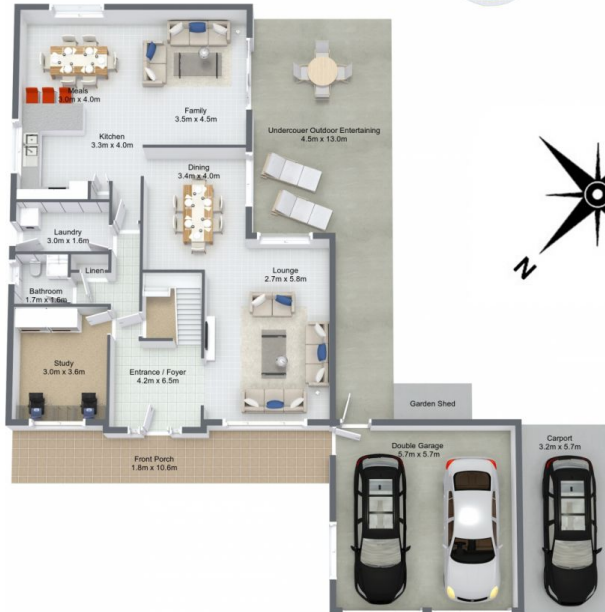 Meals
3.0m x 4.0m
Family
3.5m x 4.5m
Undercouer Outdoor Entertaining
4.5m x 13.0m
Kitchen
3.3m x 4.0m
Dining
3.4m x 4.0m
Laundry
3.0m x 1.6m
Linen
Lounge
2.7m x 5.8m
Bathroom
1.7m x 1.6m
Study
3.0m x 3.6m
Entrance / Foyer
4.2m x 6.5m
Garden Shed
Front Porch
1.8m x 10.6m
Double Garage
5.7m x 5.7m
Carport
3.2m x 5.7m
N